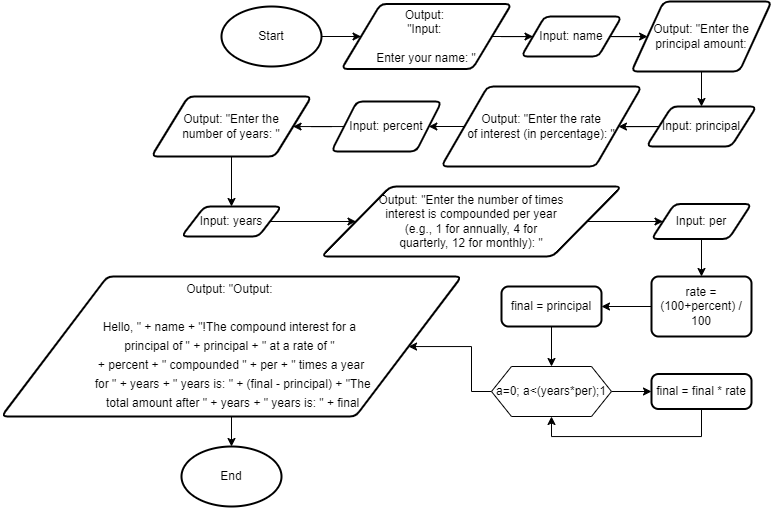 Start
Output:
"Input:
Enter your name: "
Input: name
Output: "Enter the
principal amount:
Input: principal
Output: "Enter the rate
of interest (in percentage): "
Input: percent
Output: "Enter the
number of years: "
Input: years
Output: "Enter the number of times
interest is compounded per year
(e.g., 1 for annually, 4 for
quarterly, 12 for monthly): "
Input: per
rate =
(100+percent) /
100
final = principal
a=0; a<(years*per);1
final = final * rate
Output: "Output:
Hello, " + name + "!The compound interest for a
principal of " + principal + " at a rate of "
+ percent + " compounded " + per + " times a year
for " + years + " years is: " + (final - principal) + "The
total amount after " + years + " years is: " + final
End